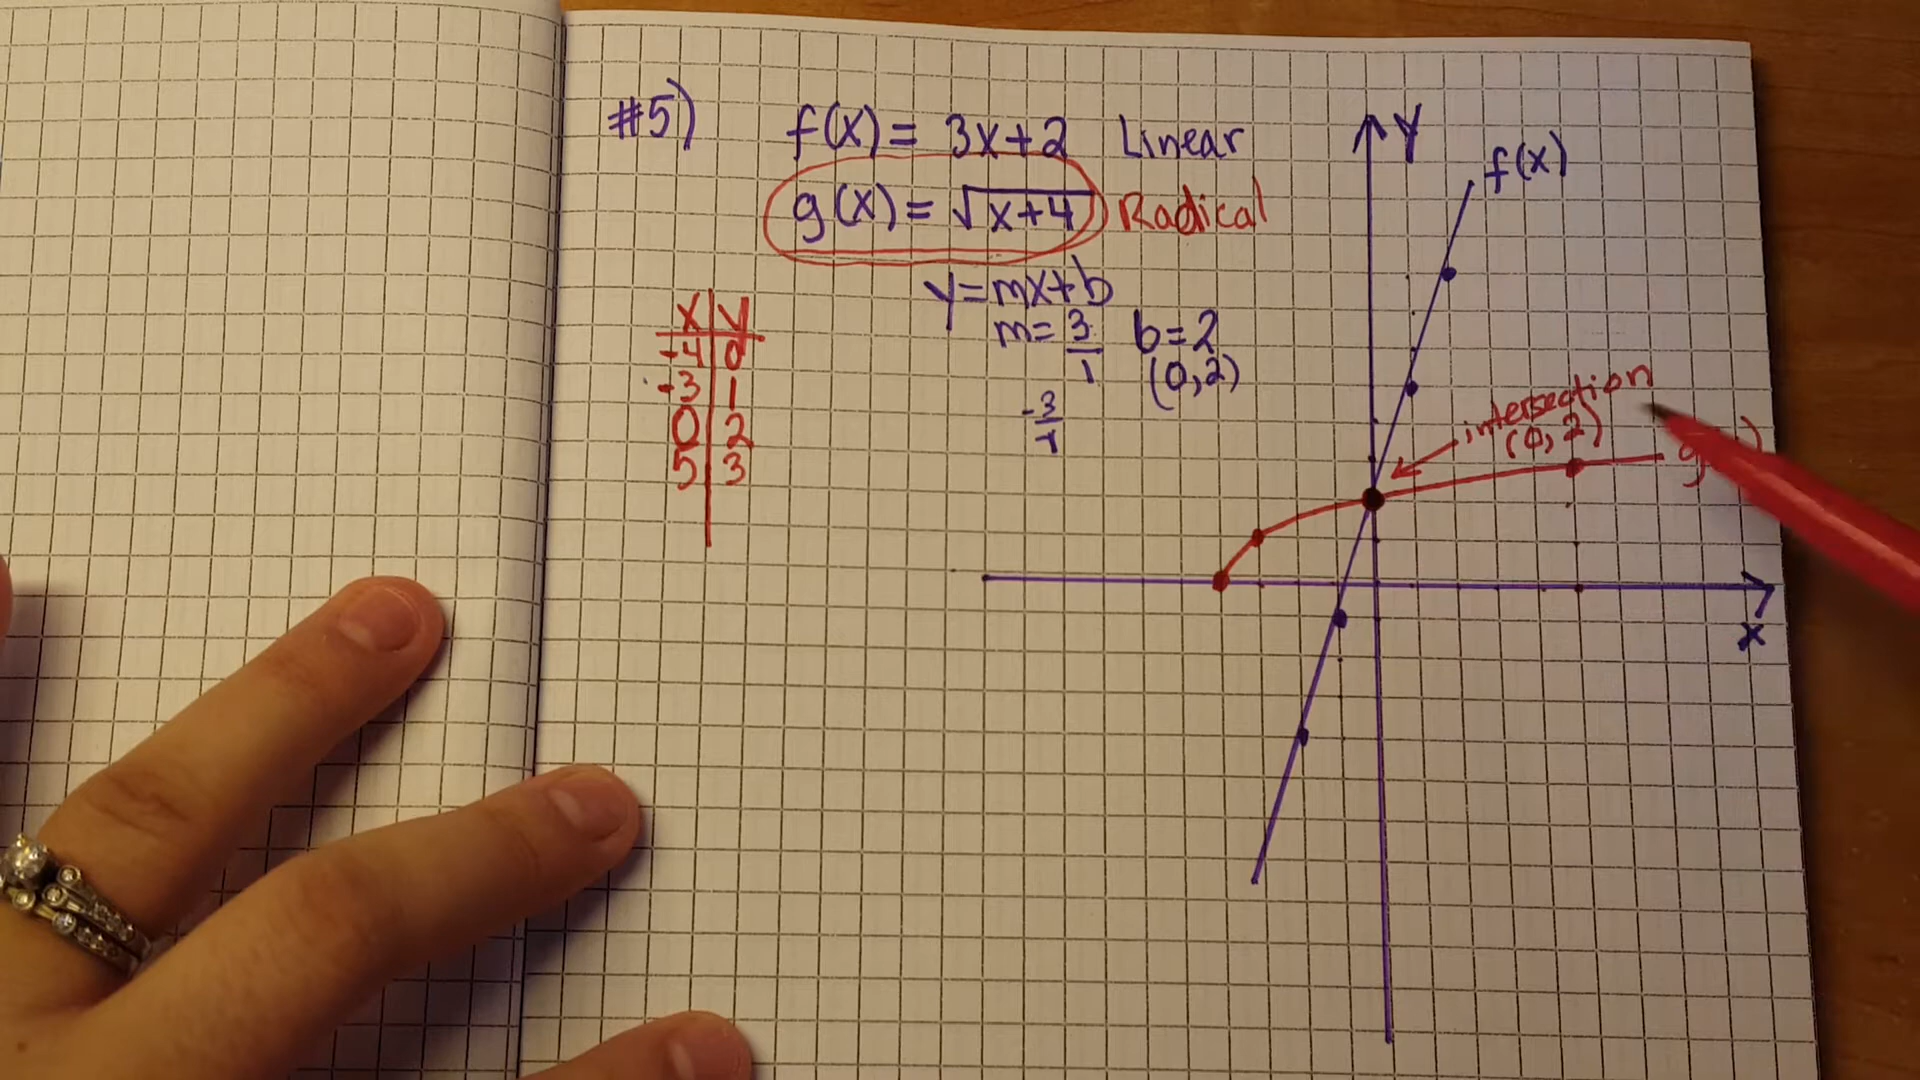 #5) f(x) = 3x+2 Linear
g(x) = √x+4 Radical
y=mx+b
m= 3/1 b=2
(0,2)
-3/-1
x | y
-4 | 0
-3 | 1
0 | 2
5 | 3
y
f(x)
intersection
(0,2)
x